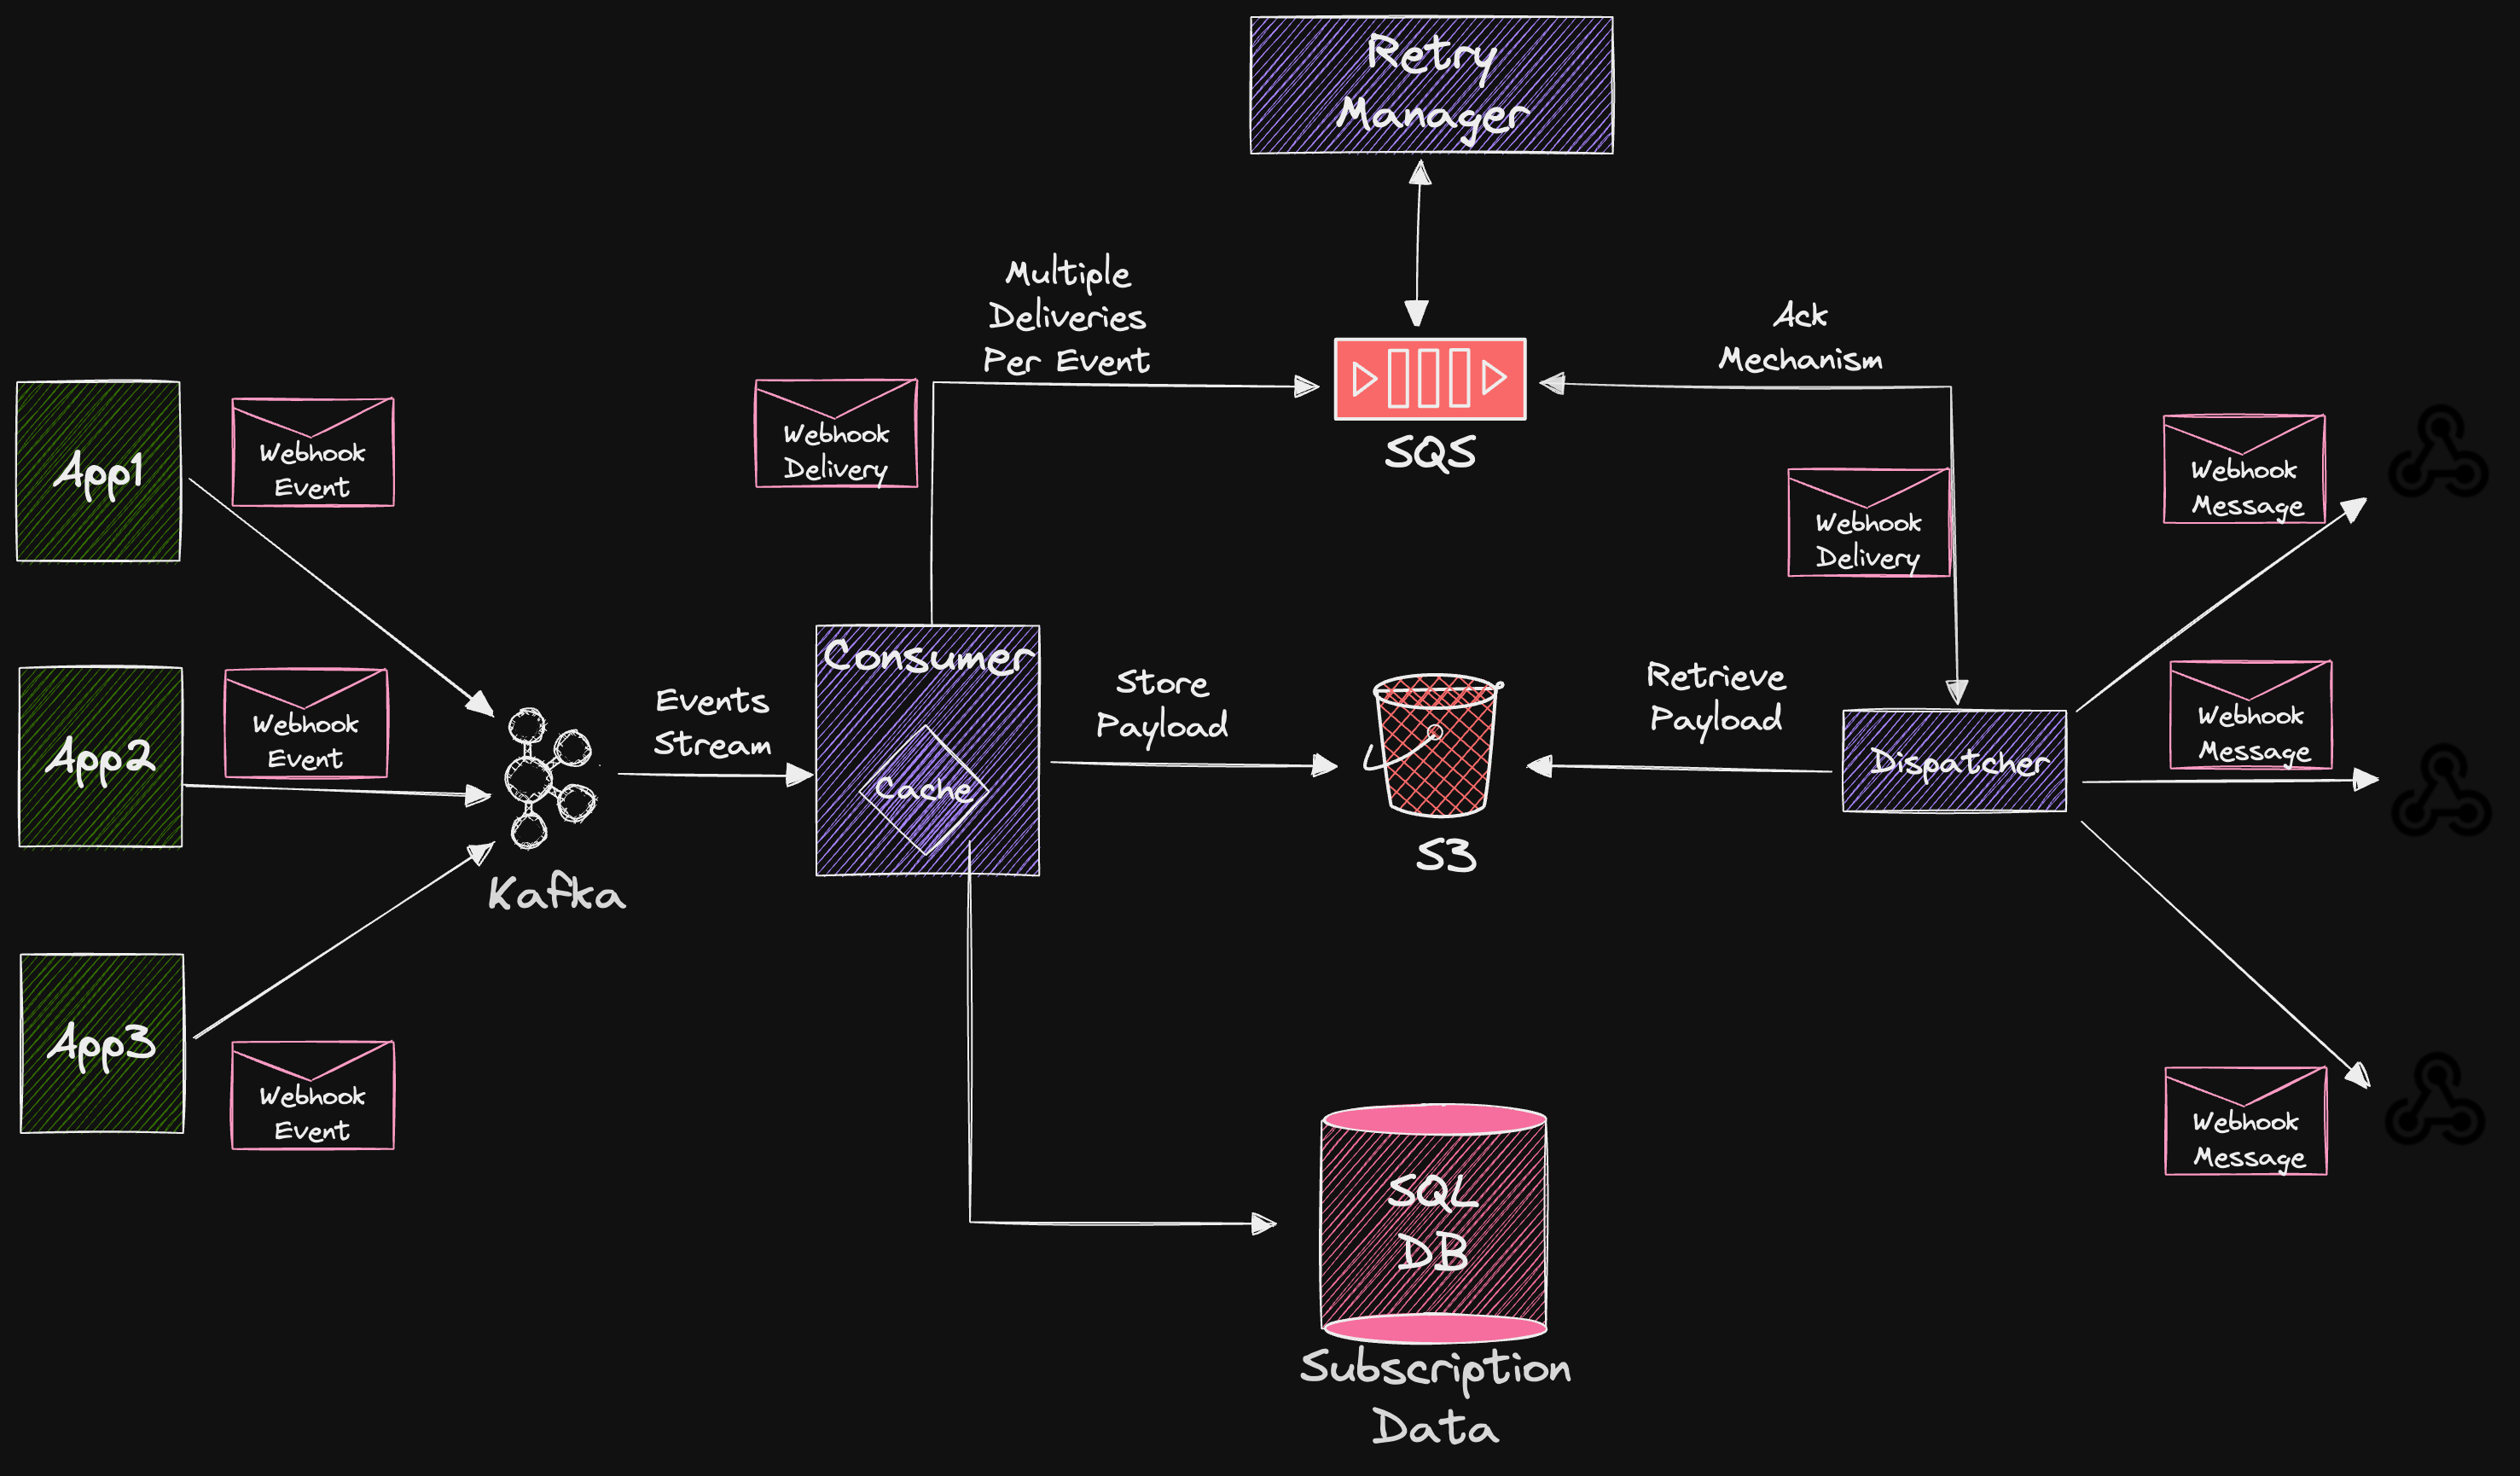 Retry
Manager
Multiple
Deliveries
Per Event
Ack
Mechanism
Webhook
Delivery
SQS
App1
Webhook
Event
Webhook
Message
Webhook
Delivery
App2
Webhook
Event
Events
Stream
Consumer
Cache
Store
Payload
Retrieve
Payload
Dispatcher
Webhook
Message
Kafka
S3
App3
Webhook
Event
Webhook
Message
SQL
DB
Subscription
Data